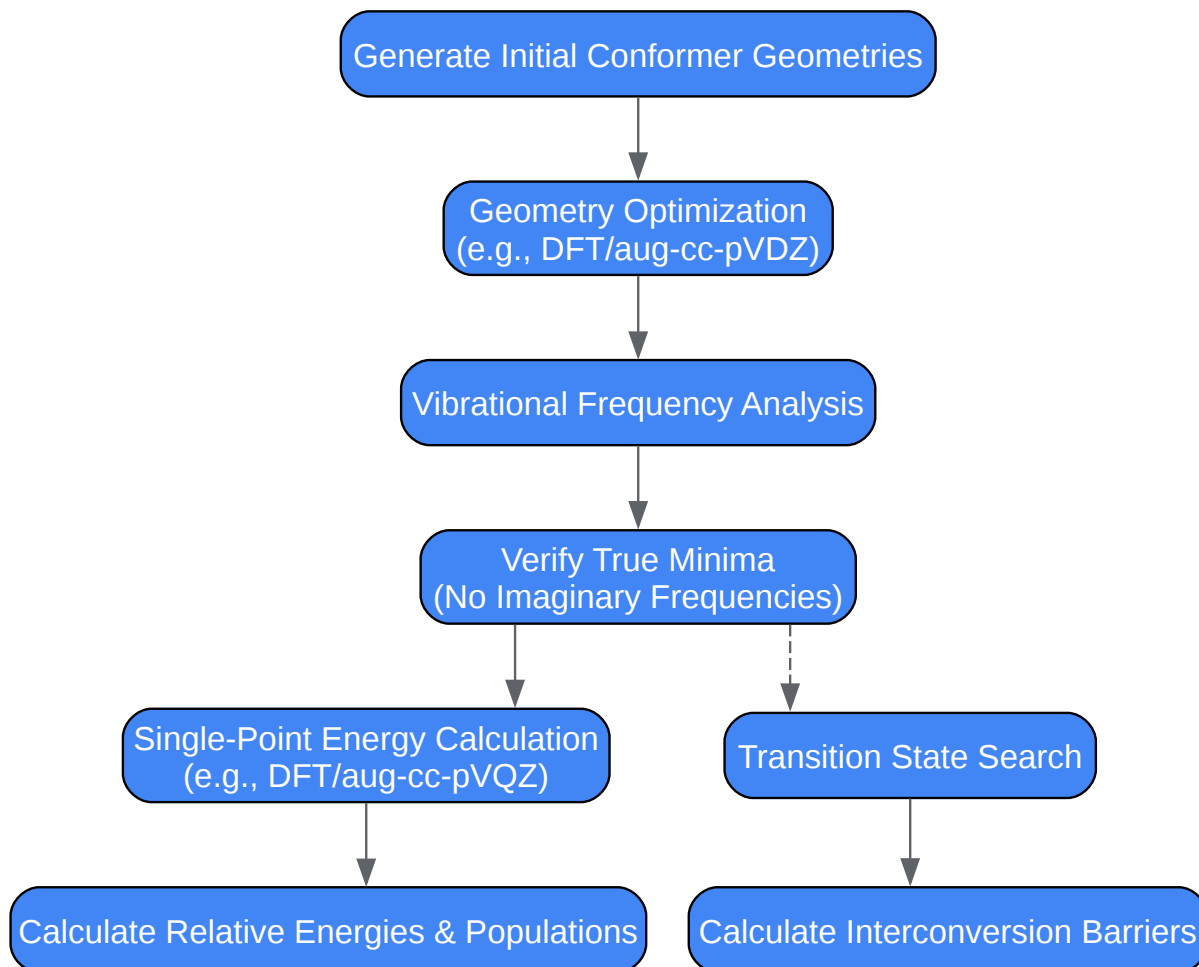 Generate Initial Conformer Geometries
Geometry Optimization
(e.g., DFT/aug-cc-pVDZ)
Vibrational Frequency Analysis
Verify True Minima
(No Imaginary Frequencies)
Single-Point Energy Calculation
(e.g., DFT/aug-cc-pVQZ)
Transition State Search
Calculate Relative Energies & Populations
Calculate Interconversion Barriers